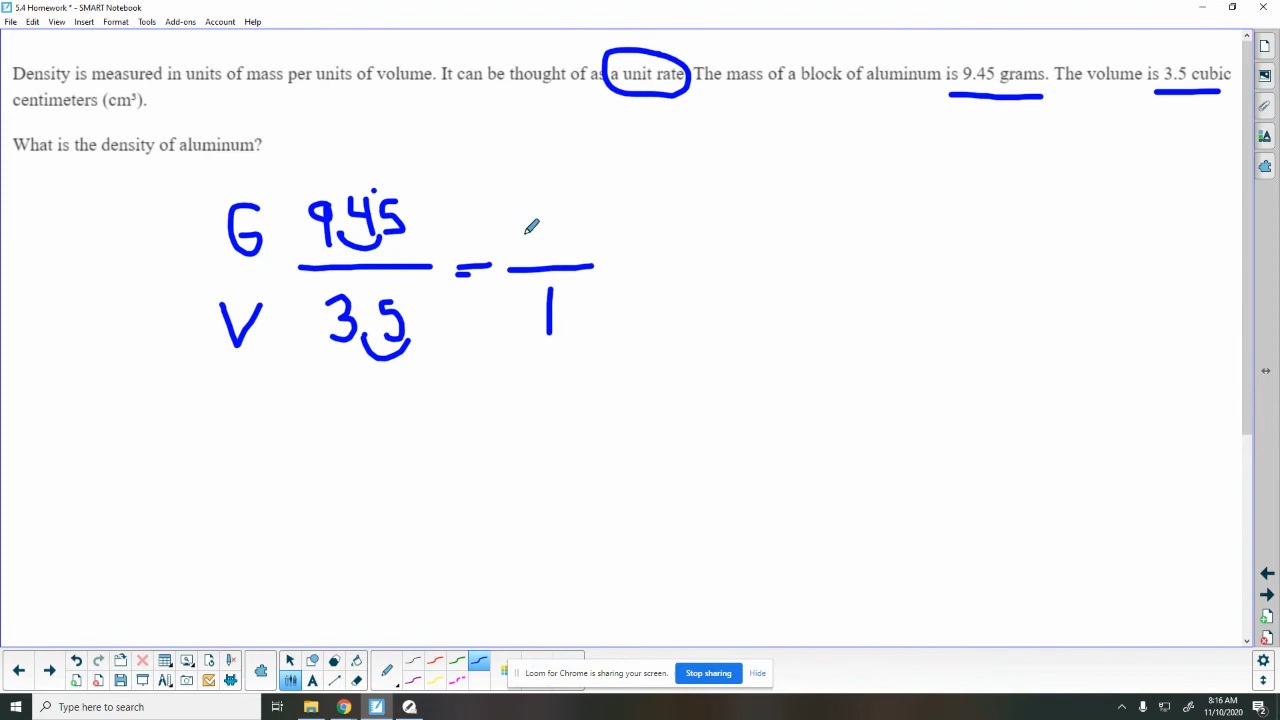 5.4 Homework * - SMART Notebook
File Edit View Insert Format Tools Add-ons Account Help
Density is measured in units of mass per units of volume. It can be thought of as a unit rate. The mass of a block of aluminum is 9.45 grams. The volume is 3.5 cubic
centimeters (cm³).
What is the density of aluminum?
G 9.45
= 
V 3.5 1
Loom for Chrome is sharing your screen. Stop sharing Hide
Type here to search
8:16 AM
11/10/2020
2